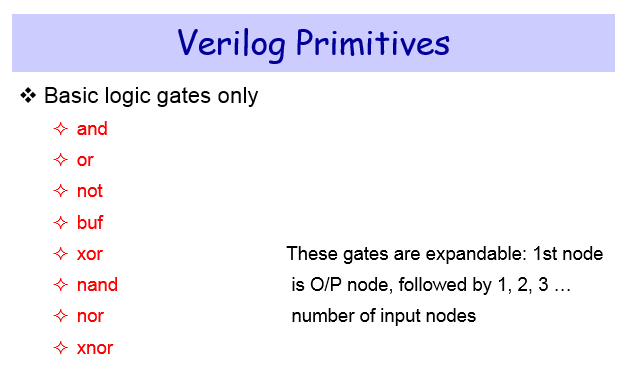 Verilog Primitives
❖ Basic logic gates only
✧ and
✧ or
✧ not
✧ buf
✧ xor
✧ nand
✧ nor
✧ xnor
These gates are expandable: 1st node
is O/P node, followed by 1, 2, 3 …
number of input nodes